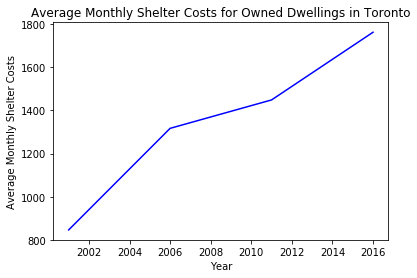 Average Monthly Shelter Costs for Owned Dwellings in Toronto
1800
1600
1400
1200
1000
800
Average Monthly Shelter Costs
2002 2004 2006 2008 2010 2012 2014 2016
Year